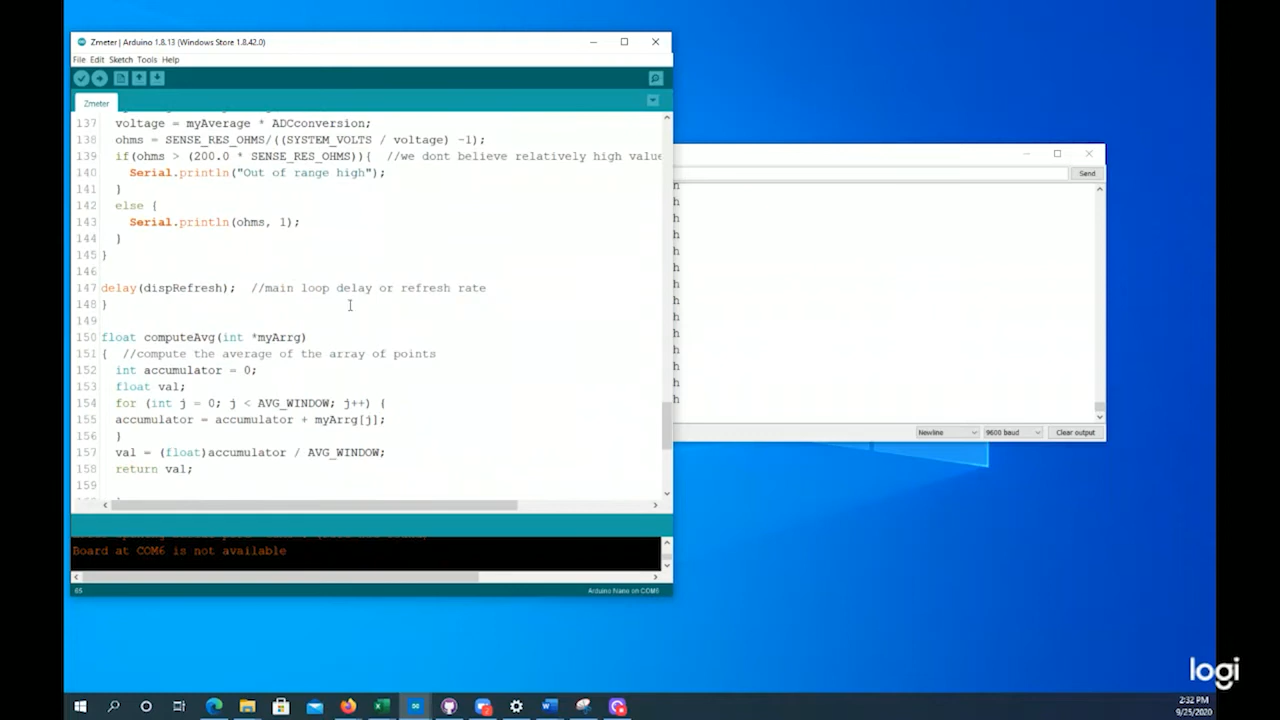 Zmeter | Arduino 1.8.13 (Windows Store 1.8.42.0)
File Edit Sketch Tools Help
Zmeter
137 voltage = myAverage * ADCconversion;
138 ohms = SENSE_RES_OHMS/((SYSTEM_VOLTS / voltage) -1);
139 if(ohms > (200.0 * SENSE_RES_OHMS)){ //we dont believe relatively high value
140 Serial.println("Out of range high");
141 }
142 else {
143 Serial.println(ohms, 1);
144 }
145 }
146
147 delay(dispRefresh); //main loop delay or refresh rate
148 }
149
150 float computeAvg(int *myArrg)
151 { //compute the average of the array of points
152 int accumulator = 0;
153 float val;
154 for (int j = 0; j < AVG_WINDOW; j++) {
155 accumulator = accumulator + myArrg[j];
156 }
157 val = (float)accumulator / AVG_WINDOW;
158 return val;
159
Board at COM6 is not available
65
Arduino Nano on COM6
Send
h
h
h
h
h
h
h
h
h
h
h
h
h
h
Newline
9600 baud
Clear output
logi
2:32 PM
9/25/2020